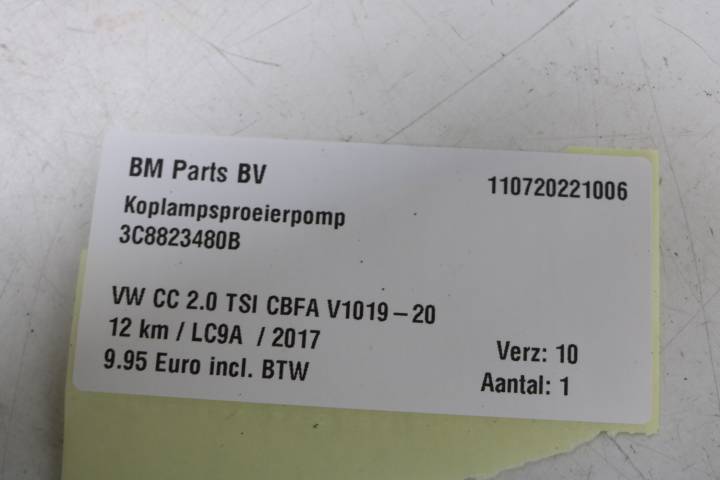 BM Parts BV 110720221006
Koplampsproeierpomp
3C8823480B
VW CC 2.0 TSI CBFA V1019-20
12 km / LC9A / 2017 Verz: 10
9.95 Euro incl. BTW Aantal: 1